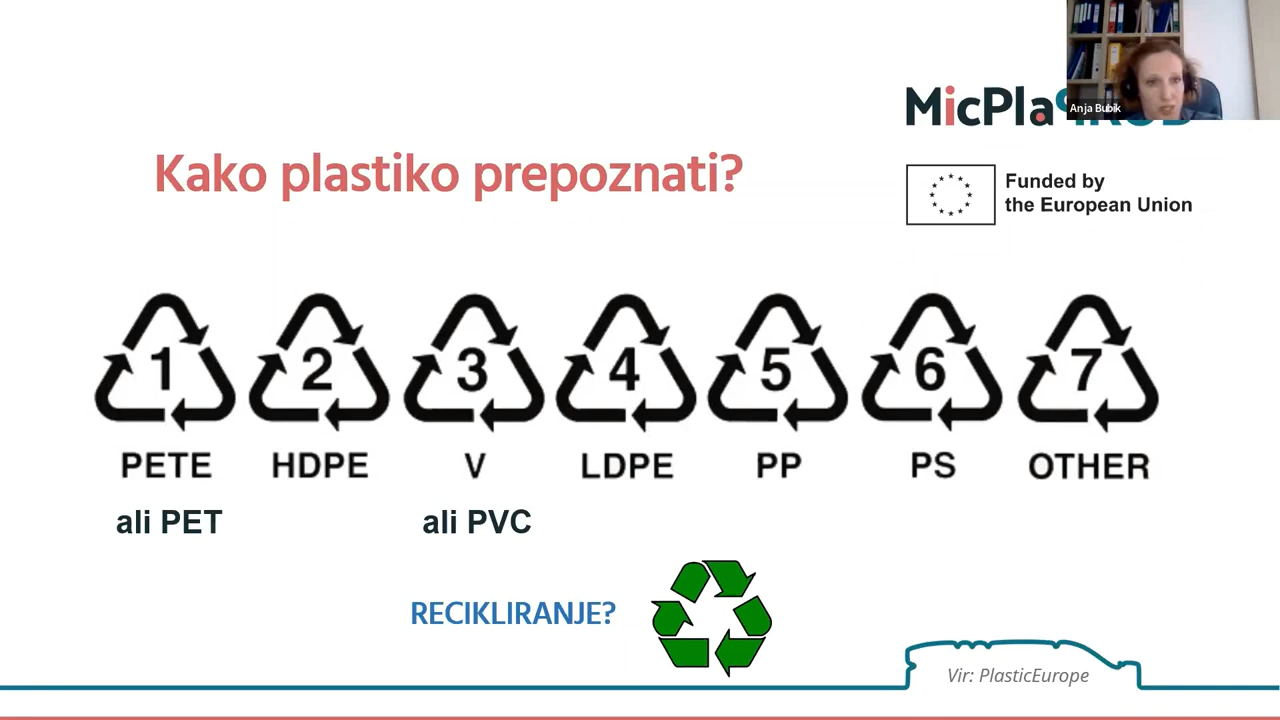 Anja Bubik
MicPla
Kako plastiko prepoznati?
Funded by
the European Union
1 2 3 4 5 6 7
PETE HDPE V LDPE PP PS OTHER
ali PET ali PVC
RECIKLIRANJE?
Vir: PlasticEurope